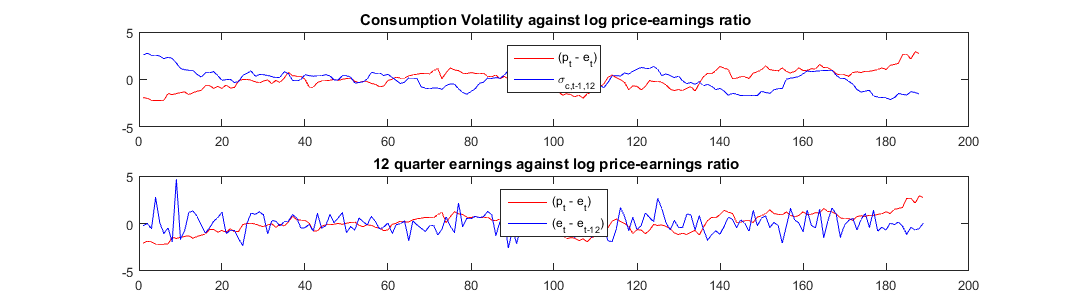 Consumption Volatility against log price-earnings ratio
5
0
-5
(p_t - e_t)
σ_c,t-1,12
0 20 40 60 80 100 120 140 160 180 200
12 quarter earnings against log price-earnings ratio
5
0
-5
(p_t - e_t)
(e_t - e_t-12)
0 20 40 60 80 100 120 140 160 180 200